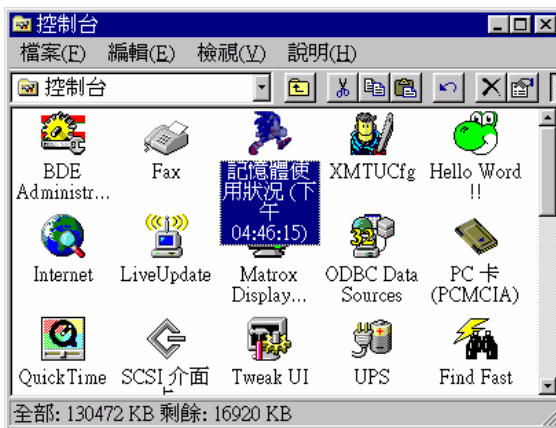 控制台
檔案(F) 編輯(E) 檢視(V) 說明(H)
控制台
BDE
Administr...
Fax
記憶體使
用狀況 (下
午
04:46:15)
XMTUCfg
Hello Word
!!
Internet
LiveUpdate
Matrox
Display...
ODBC Data
Sources
PC 卡
(PCMCIA)
QuickTime
SCSI 介面
Tweak UI
UPS
Find Fast
全部: 130472 KB 剩餘: 16920 KB